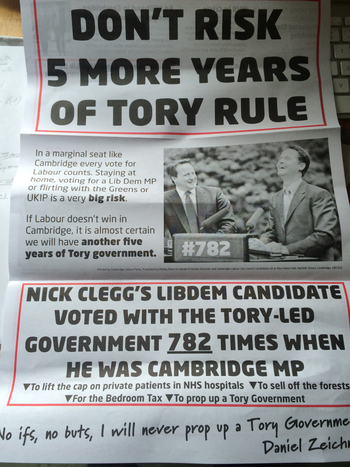 DON'T RISK
5 MORE YEARS
OF TORY RULE
In a marginal seat like
Cambridge every vote for
Labour counts. Staying at
home, voting for a Lib Dem MP
or flirting with the Greens or
UKIP is a very big risk.
If Labour doesn't win in
Cambridge, it is almost certain
we will have another five
years of Tory government.
#782
NICK CLEGG'S LIBDEM CANDIDATE
VOTED WITH THE TORY-LED
GOVERNMENT 782 TIMES WHEN
HE WAS CAMBRIDGE MP
▼To lift the cap on private patients in NHS hospitals ▼To sell off the forests
▼For the Bedroom Tax ▼To prop up a Tory Government
No ifs, no buts, I will never prop up a Tory Governme
Daniel Zeich